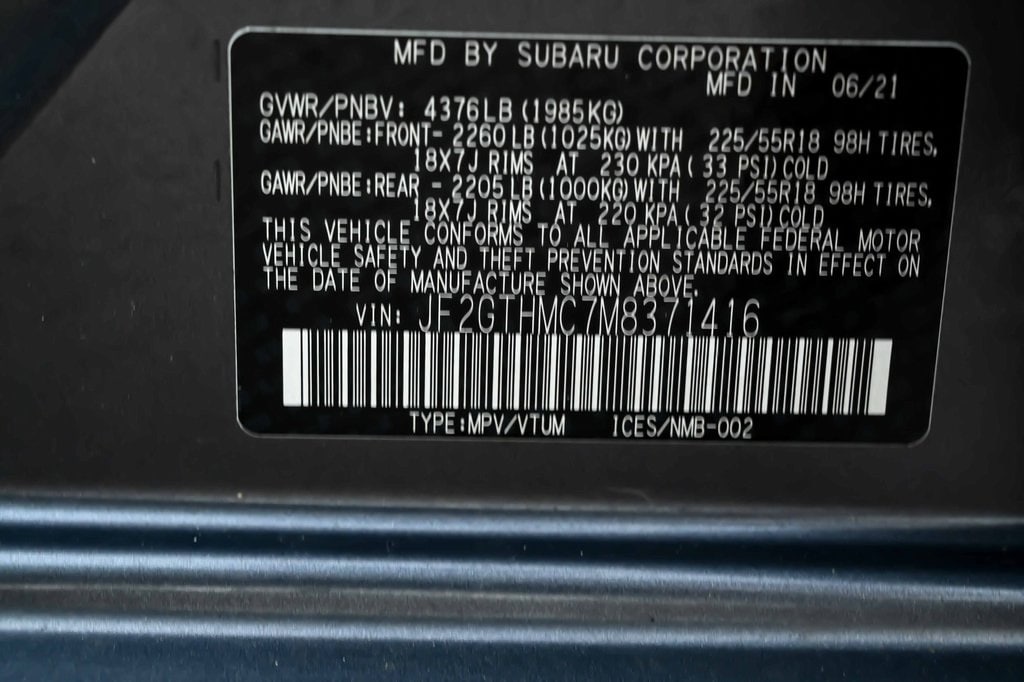 MFD BY SUBARU CORPORATION
MFD IN 06/21
GVWR/PNBV: 4376LB (1985KG)
GAWR/PNBE:FRONT- 2260 LB (1025KG) WITH 225/55R18 98H TIRES,
18X7J RIMS AT 230 KPA ( 33 PSI) COLD
GAWR/PNBE:REAR - 2205 LB (1000KG) WITH 225/55R18 98H TIRES,
18X7J RIMS AT 220 KPA ( 32 PSI) COLD
THIS VEHICLE CONFORMS TO ALL APPLICABLE FEDERAL MOTOR
VEHICLE SAFETY AND THEFT PREVENTION STANDARDS IN EFFECT ON
THE DATE OF MANUFACTURE SHOWN ABOVE.
VIN: JF2GTHMC7M8371416
TYPE:MPV/VTUM ICES/NMB-002